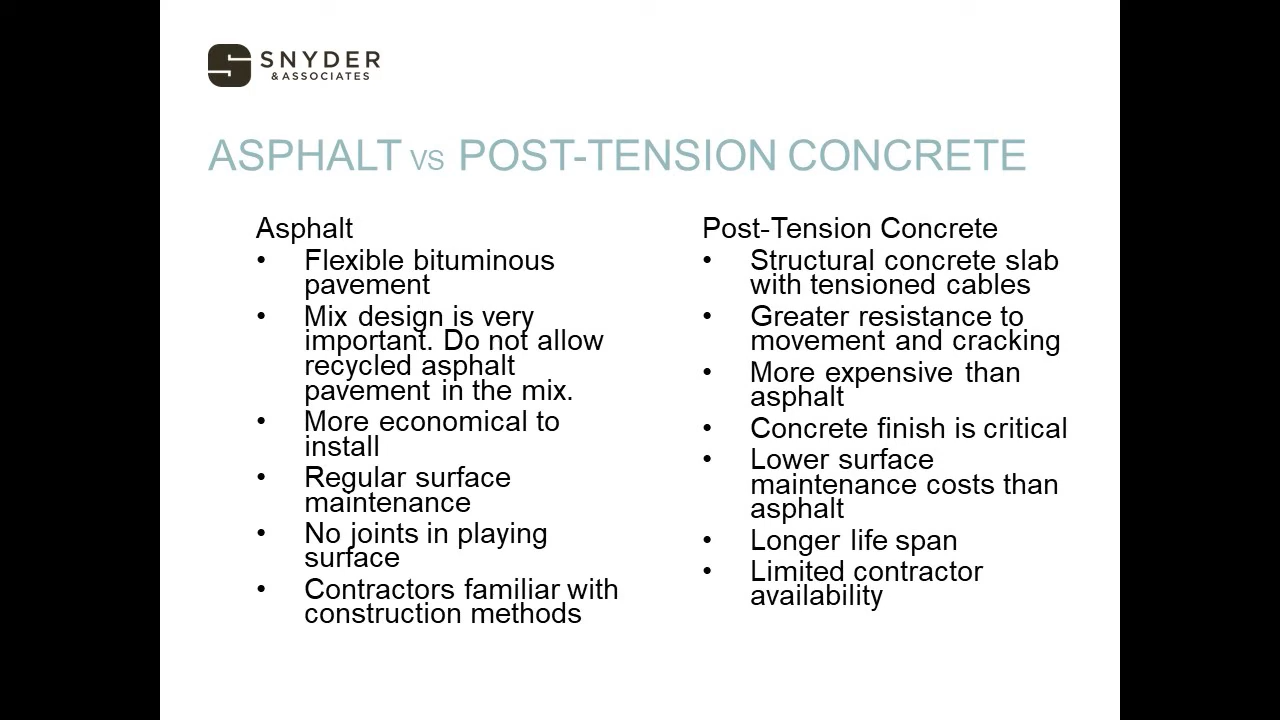 SNYDER
& ASSOCIATES
ASPHALT VS POST-TENSION CONCRETE
Asphalt
• Flexible bituminous
pavement
• Mix design is very
important. Do not allow
recycled asphalt
pavement in the mix.
• More economical to
install
• Regular surface
maintenance
• No joints in playing
surface
• Contractors familiar with
construction methods
Post-Tension Concrete
• Structural concrete slab
with tensioned cables
• Greater resistance to
movement and cracking
• More expensive than
asphalt
• Concrete finish is critical
• Lower surface
maintenance costs than
asphalt
• Longer life span
• Limited contractor
availability